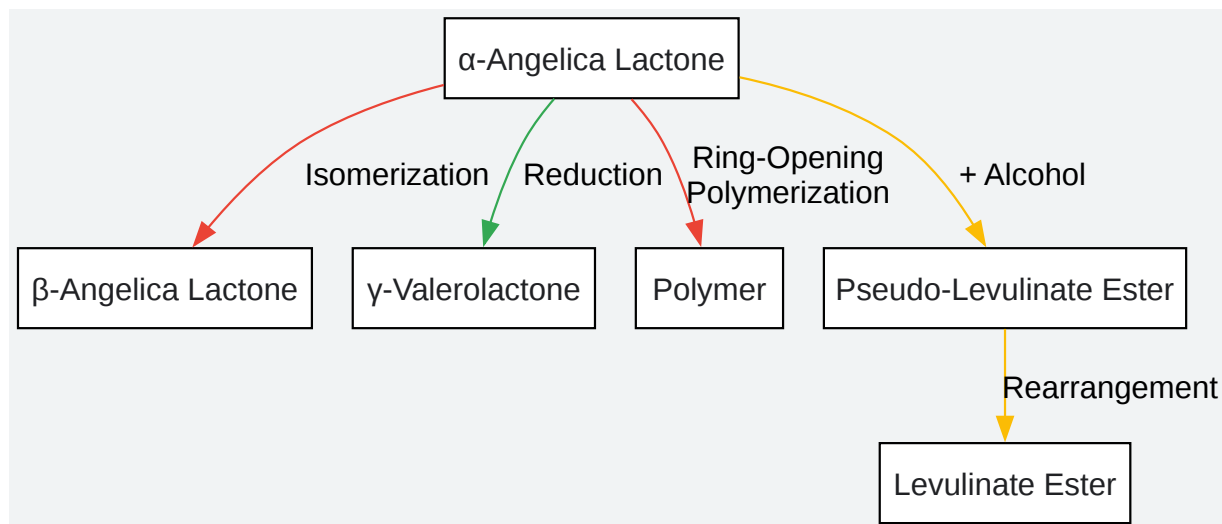 α-Angelica Lactone
Isomerization
Reduction
Ring-Opening
Polymerization
+ Alcohol
β-Angelica Lactone
γ-Valerolactone
Polymer
Pseudo-Levulinate Ester
Rearrangement
Levulinate Ester